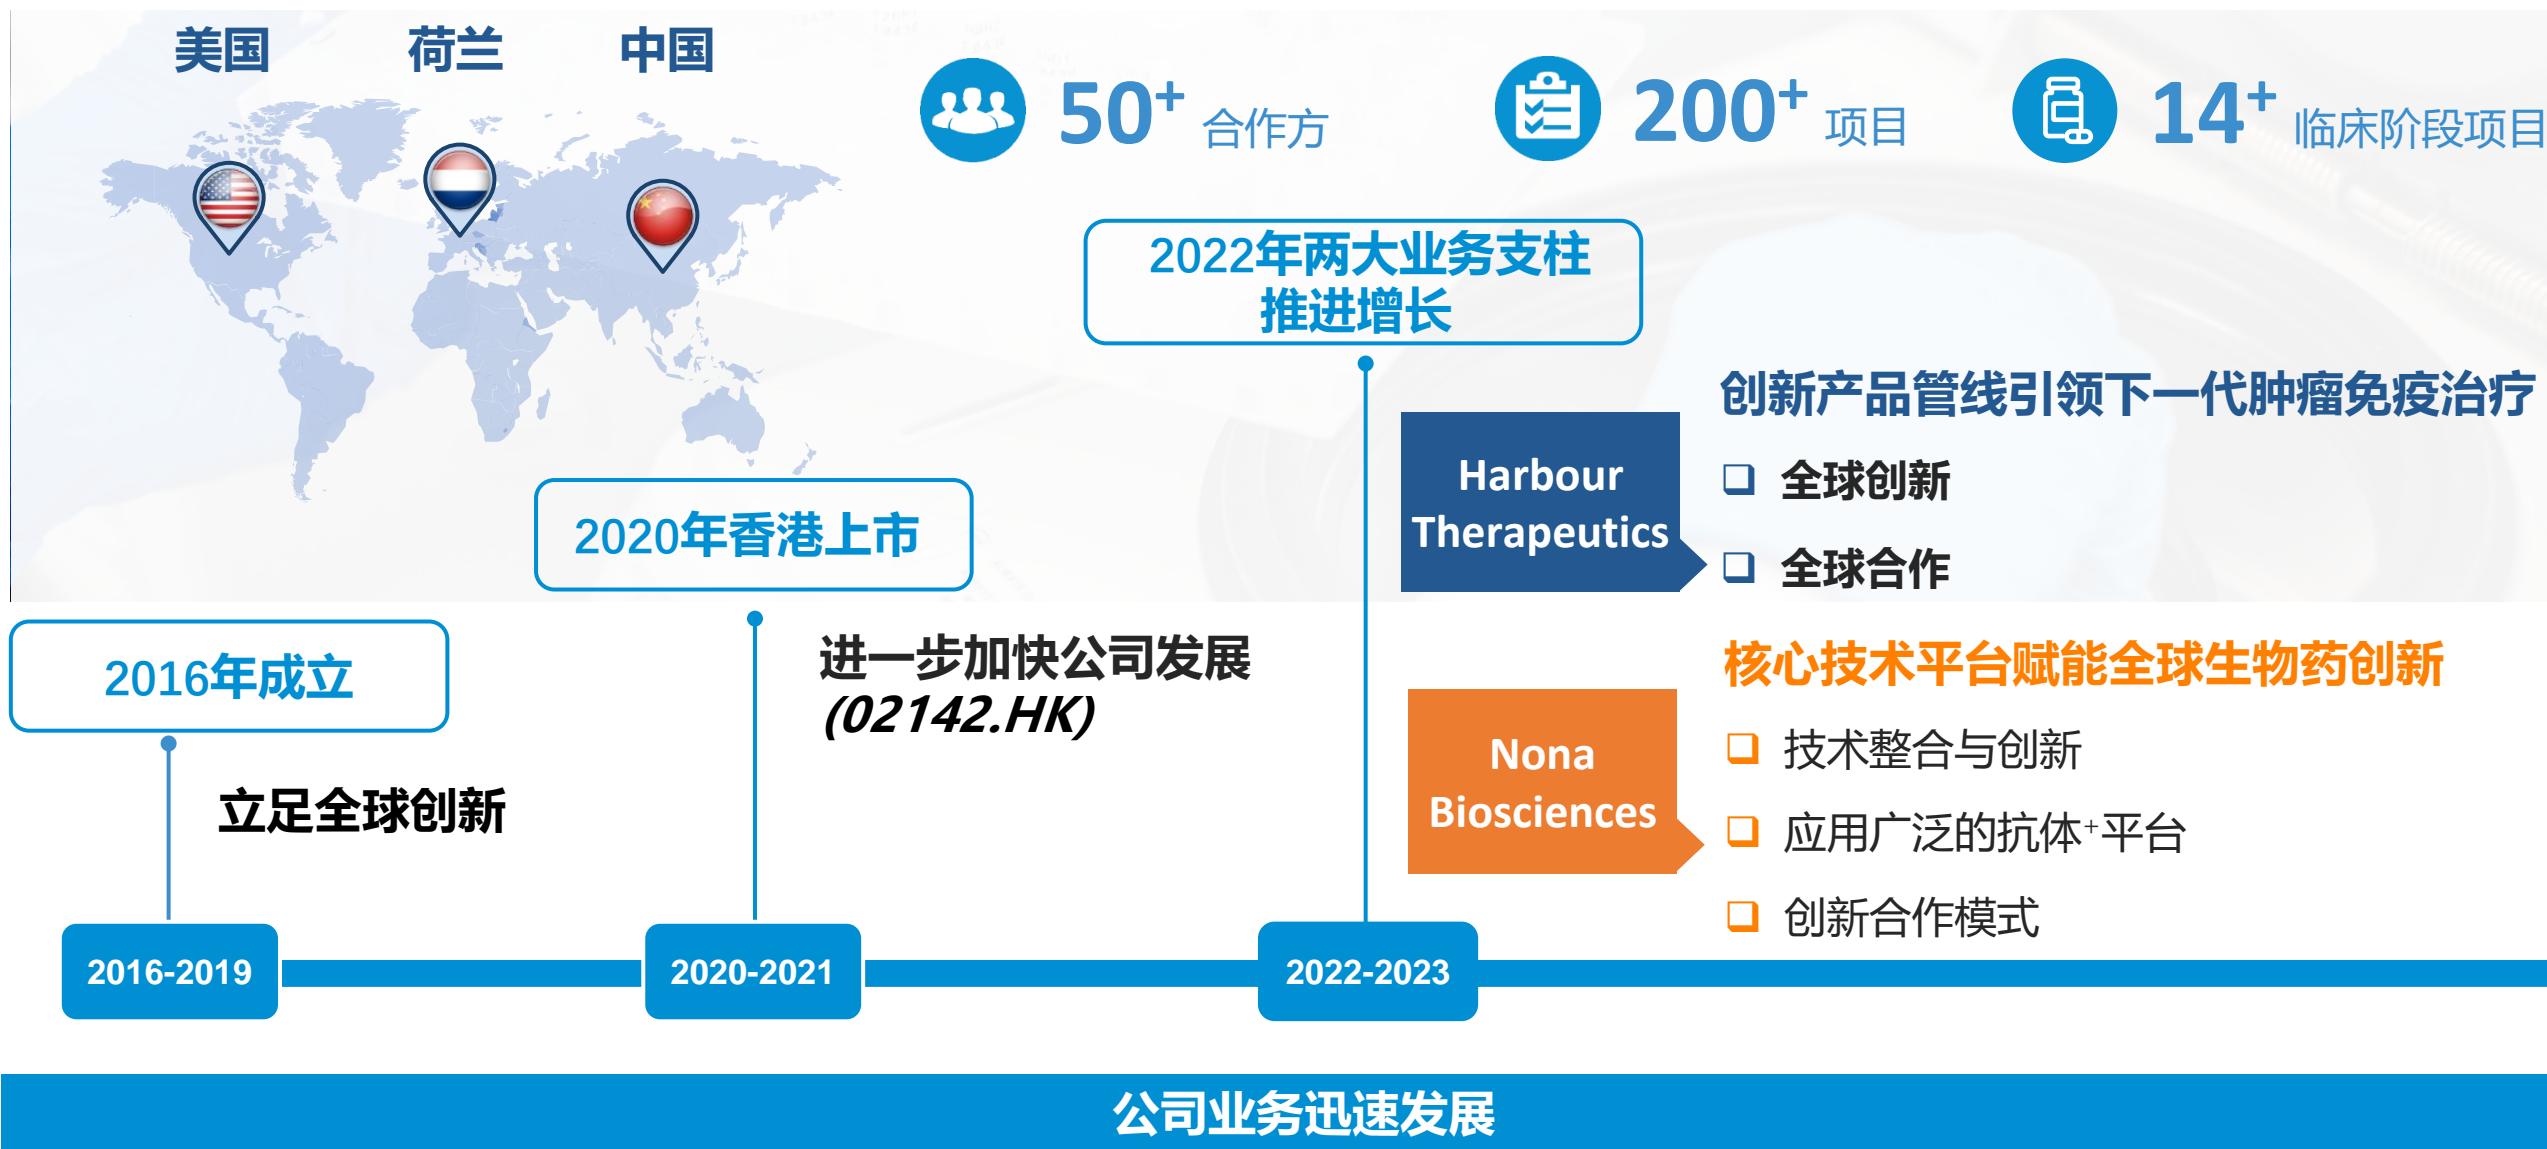 美国 荷兰 中国
50+ 合作方
200+ 项目
14+ 临床阶段项目
2022年两大业务支柱
推进增长
创新产品管线引领下一代肿瘤免疫治疗
Harbour
Therapeutics
❑ 全球创新
❑ 全球合作
2020年香港上市
进一步加快公司发展
(02142.HK)
2016年成立
立足全球创新
核心技术平台赋能全球生物药创新
Nona
Biosciences
❑ 技术整合与创新
❑ 应用广泛的抗体+平台
❑ 创新合作模式
2016-2019
2020-2021
2022-2023
公司业务迅速发展